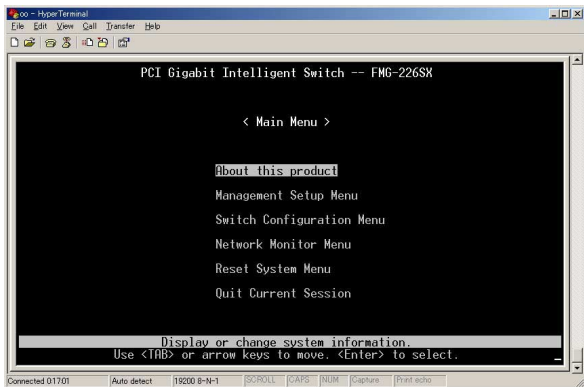 oo - HyperTerminal
File Edit View Call Transfer Help
PCI Gigabit Intelligent Switch -- FMG-226SX
< Main Menu >
About this product
Management Setup Menu
Switch Configuration Menu
Network Monitor Menu
Reset System Menu
Quit Current Session
Display or change system information.
Use <TAB> or arrow keys to move. <Enter> to select.
Connected 0:17:01 Auto detect 19200 8-N-1 SCROLL CAPS NUM Capture Print echo